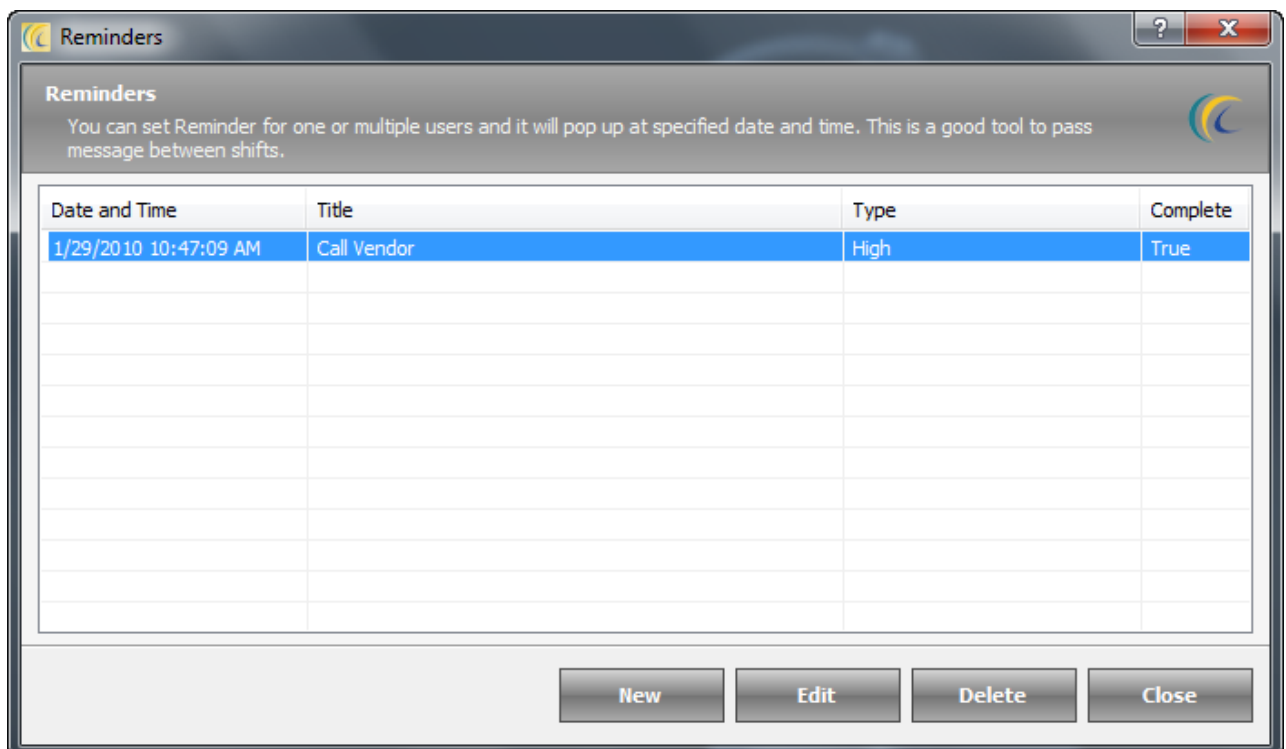 Reminders
Reminders
You can set Reminder for one or multiple users and it will pop up at specified date and time. This is a good tool to pass
message between shifts.
Date and Time Title Type Complete
1/29/2010 10:47:09 AM Call Vendor High True
New Edit Delete Close